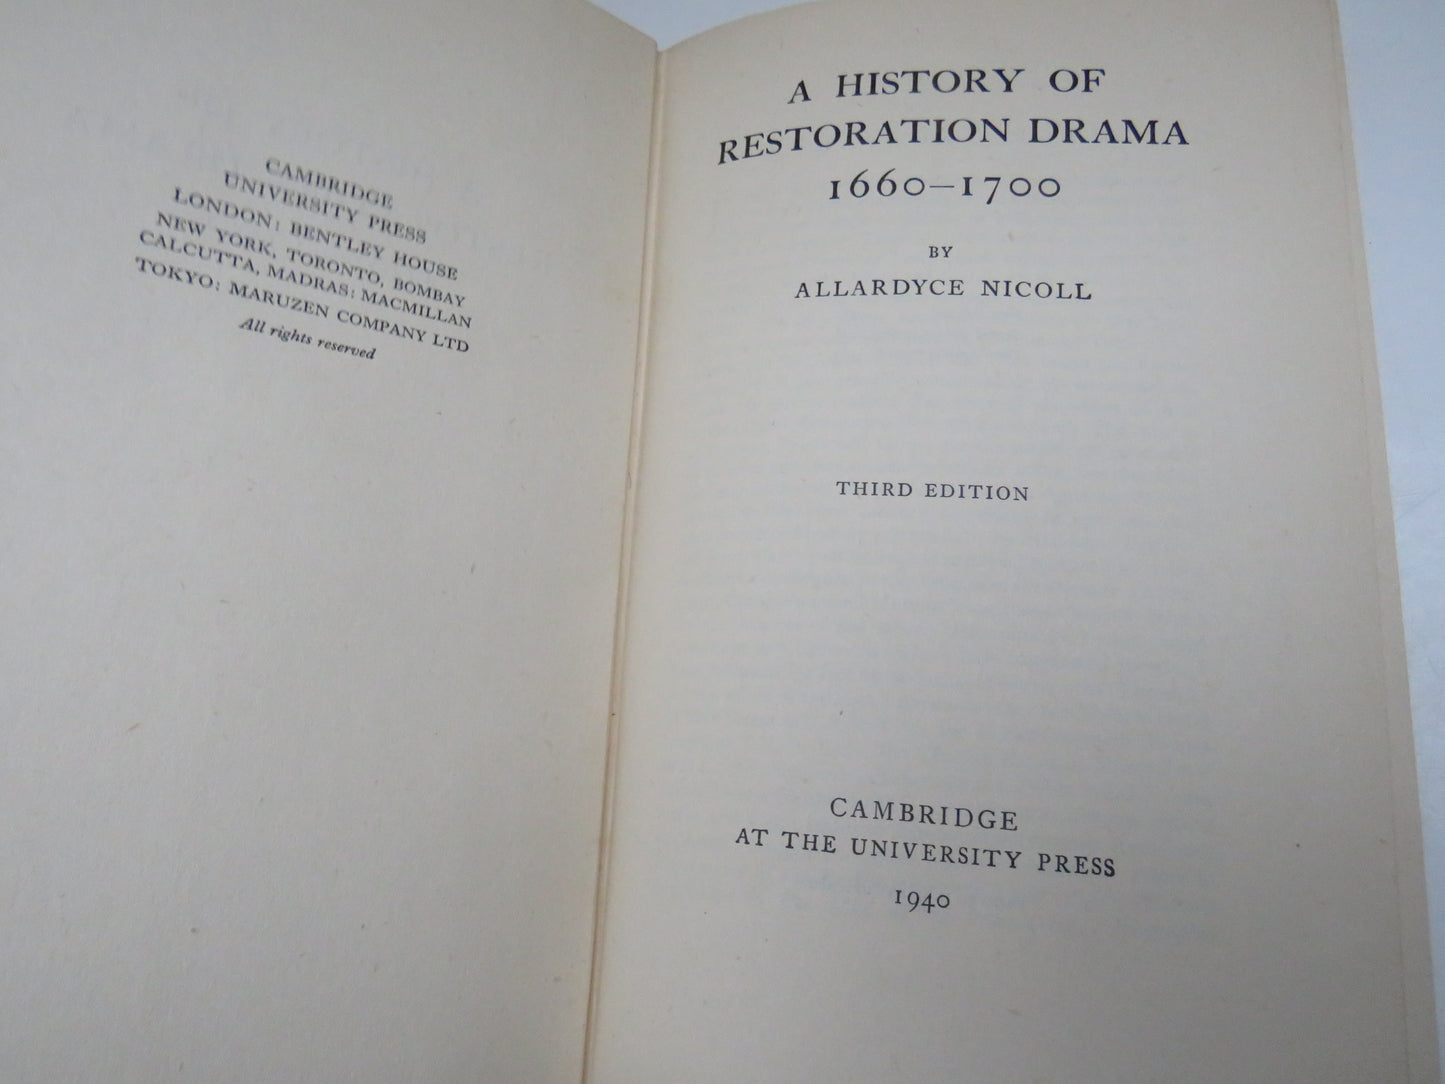 CAMBRIDGE
UNIVERSITY PRESS
LONDON: BENTLEY HOUSE
NEW YORK, TORONTO, BOMBAY
CALCUTTA, MADRAS: MACMILLAN
TOKYO: MARUZEN COMPANY LTD
All rights reserved
A HISTORY OF
RESTORATION DRAMA
1660–1700
BY
ALLARDYCE NICOLL
THIRD EDITION
CAMBRIDGE
AT THE UNIVERSITY PRESS
1940